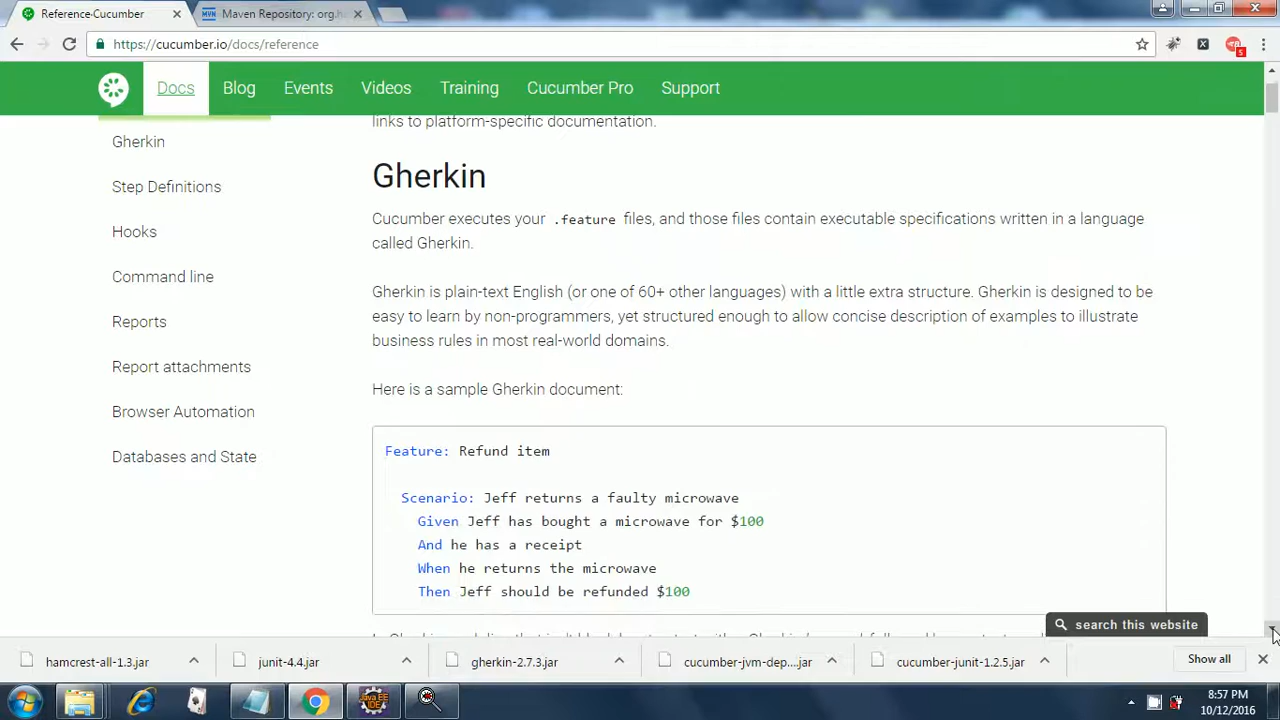 Reference-Cucumber
Maven Repository: org.ha
https://cucumber.io/docs/reference
5
Docs
Blog
Events
Videos
Training
Cucumber Pro
Support
links to platform-specific documentation.
Gherkin
Step Definitions
Hooks
Command line
Reports
Report attachments
Browser Automation
Databases and State
Gherkin
Cucumber executes your .feature files, and those files contain executable specifications written in a language
called Gherkin.
Gherkin is plain-text English (or one of 60+ other languages) with a little extra structure. Gherkin is designed to be
easy to learn by non-programmers, yet structured enough to allow concise description of examples to illustrate
business rules in most real-world domains.
Here is a sample Gherkin document:
Feature: Refund item
Scenario: Jeff returns a faulty microwave
Given Jeff has bought a microwave for $100
And he has a receipt
When he returns the microwave
Then Jeff should be refunded $100
search this website
hamcrest-all-1.3.jar
junit-4.4.jar
gherkin-2.7.3.jar
cucumber-jvm-dep....jar
cucumber-junit-1.2.5.jar
Show all
Java EE
IDE
8:57 PM
10/12/2016